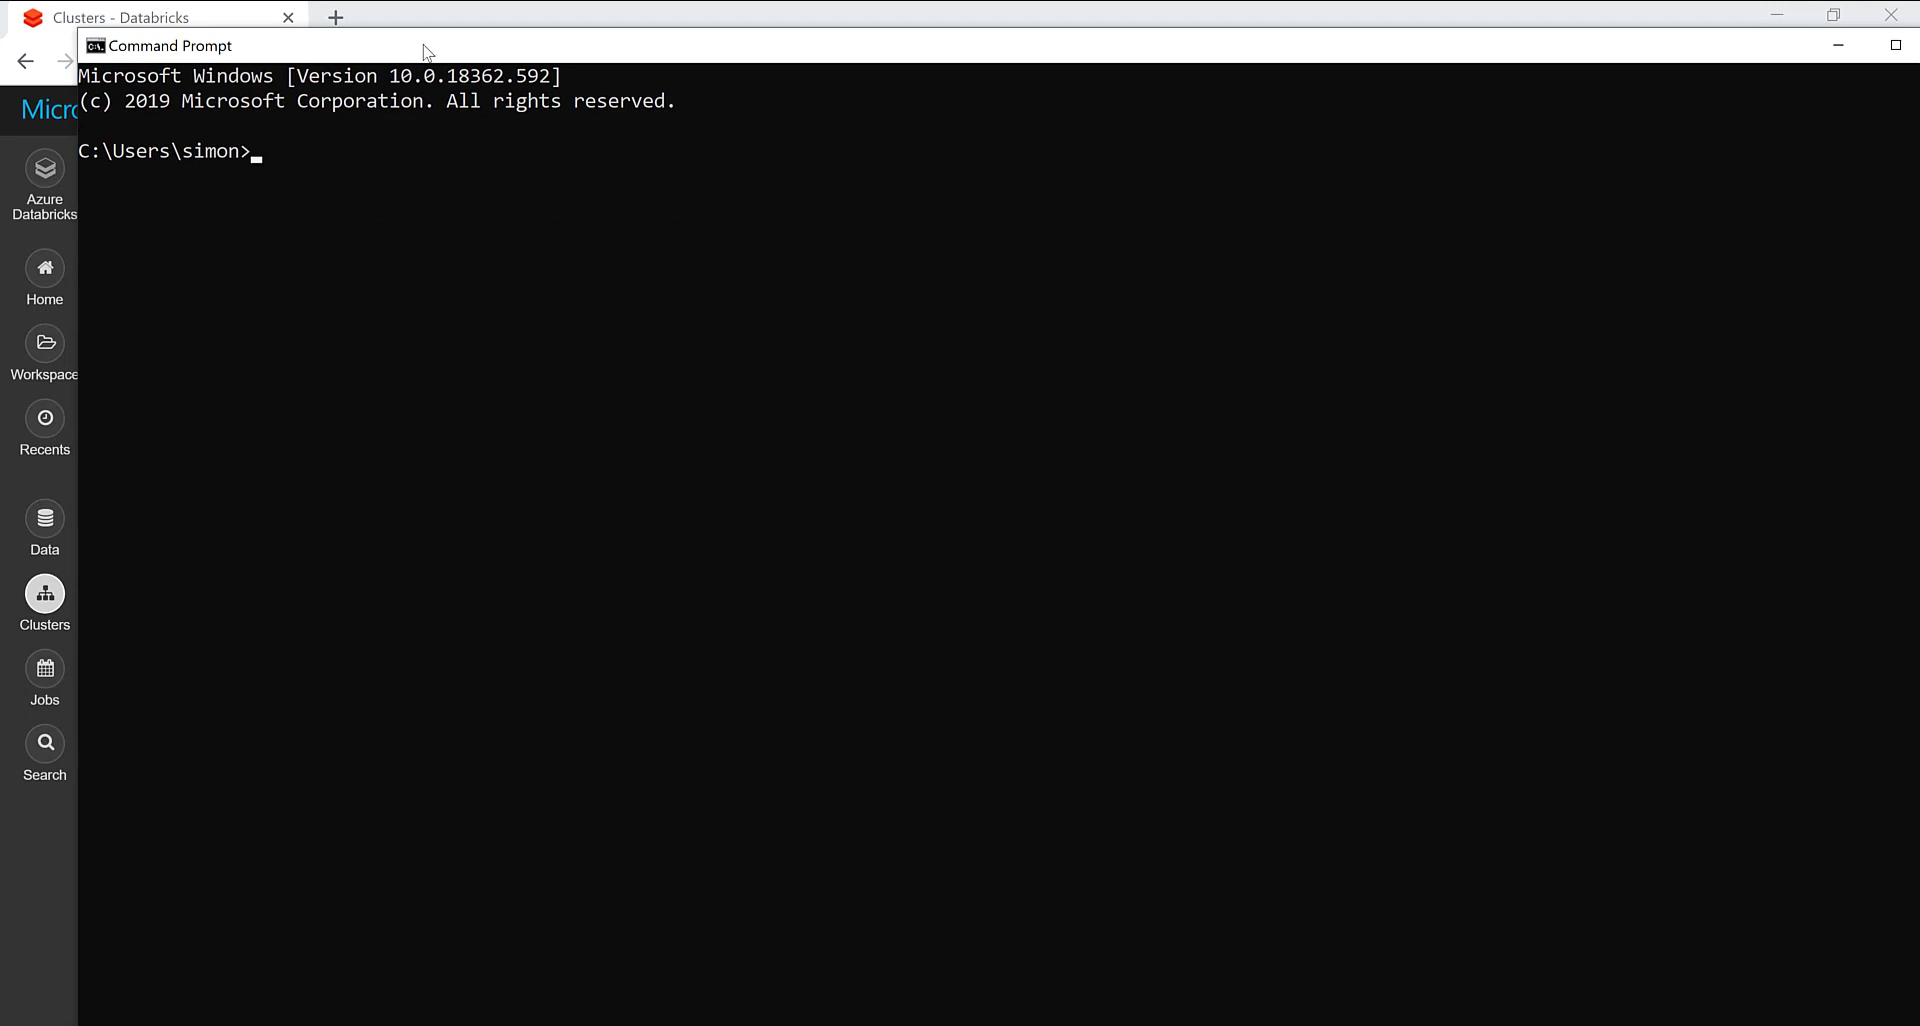 Clusters - Databricks
Command Prompt
Microsoft Windows [Version 10.0.18362.592]
(c) 2019 Microsoft Corporation. All rights reserved.
C:\Users\simon>
Micro
Azure
Databricks
Home
Workspace
Recents
Data
Clusters
Jobs
Search